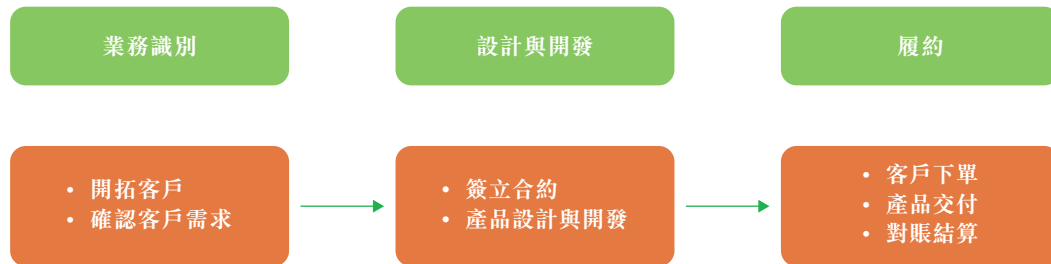 業務識別
設計與開發
履約
• 開拓客戶
• 確認客戶需求
• 簽立合約
• 產品設計與開發
• 客戶下單
• 產品交付
• 對賬結算